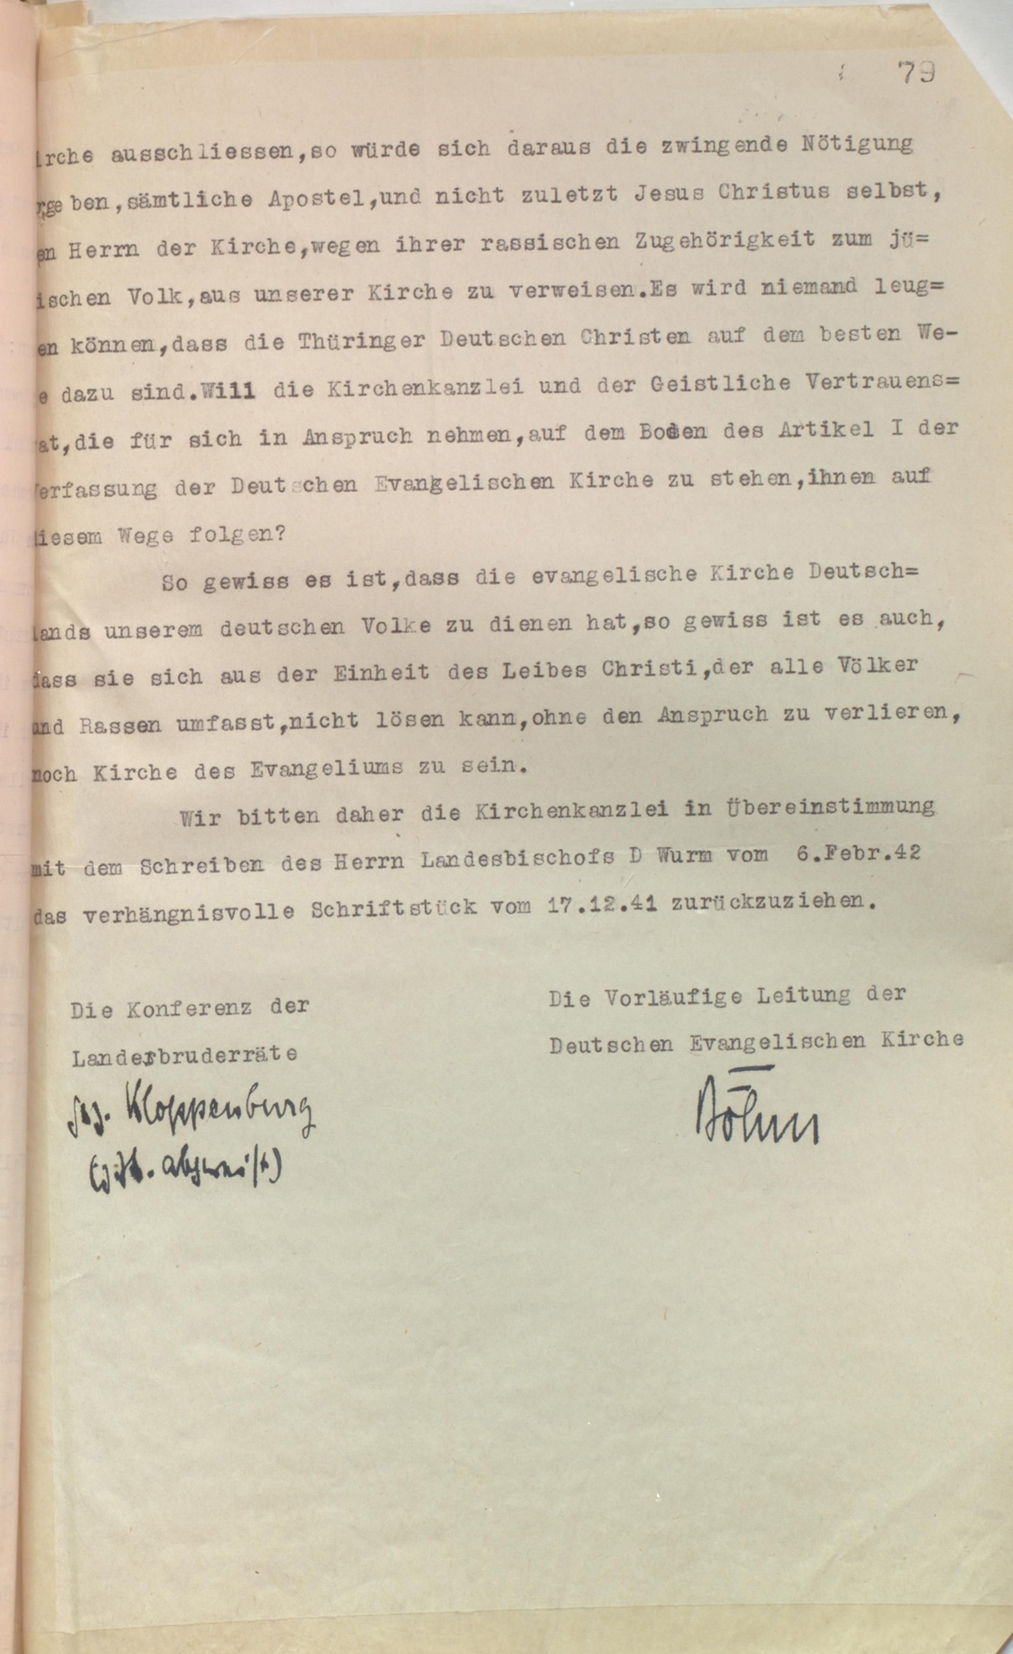 79
irche ausschliessen,so würde sich daraus die zwingende Nötigung
rgeben,sämtliche Apostel,und nicht zuletzt Jesus Christus selbst,
en Herrn der Kirche,wegen ihrer rassischen Zugehörigkeit zum jü=
ischen Volk,aus unserer Kirche zu verweisen.Es wird niemand leug=
en können,dass die Thüringer Deutschen Christen auf dem besten We-
e dazu sind.Will die Kirchenkanzlei und der Geistliche Vertrauens=
at,die für sich in Anspruch nehmen,auf dem Boden des Artikel I der
Verfassung der Deutschen Evangelischen Kirche zu stehen,ihnen auf
diesem Wege folgen?
So gewiss es ist,dass die evangelische Kirche Deutsch=
lands unserem deutschen Volke zu dienen hat,so gewiss ist es auch,
dass sie sich aus der Einheit des Leibes Christi,der alle Völker
und Rassen umfasst,nicht lösen kann,ohne den Anspruch zu verlieren,
noch Kirche des Evangeliums zu sein.
Wir bitten daher die Kirchenkanzlei in Übereinstimmung
mit dem Schreiben des Herrn Landesbischofs D Wurm vom 6.Febr.42
das verhängnisvolle Schriftstück vom 17.12.41 zurückzuziehen.
Die Konferenz der
Landesbruderräte
gez. Kloppenburg
Die Vorläufige Leitung der
Deutschen Evangelischen Kirche
Böhm